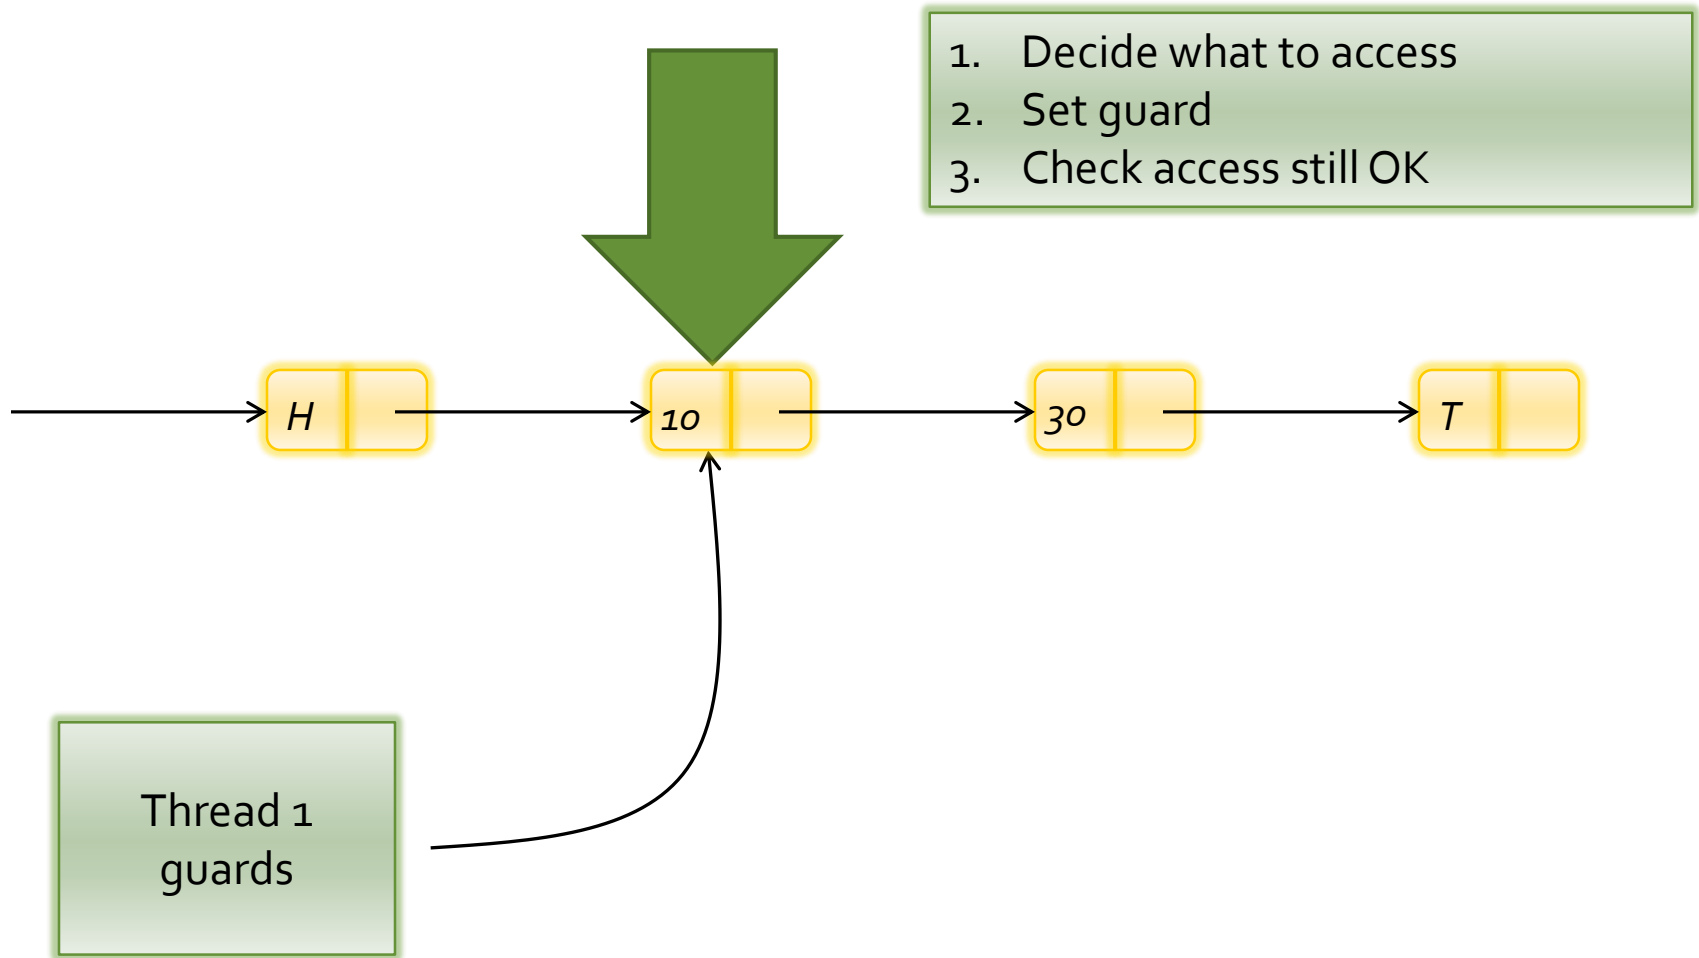 1. Decide what to access
2. Set guard
3. Check access still OK
H
10
30
T
Thread 1
guards